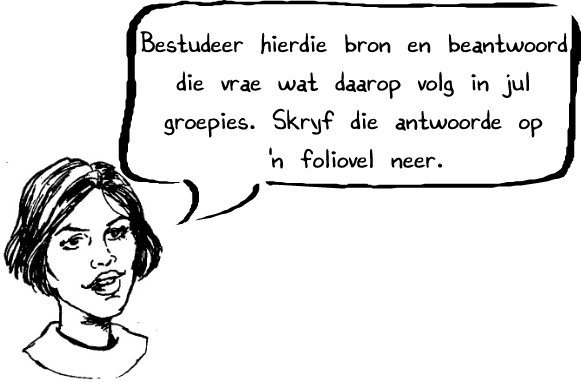 Bestudeer hierdie bron en beantwoord
die vrae wat daarop volg in jul
groepies. Skryf die antwoorde op
'n foliovel neer.